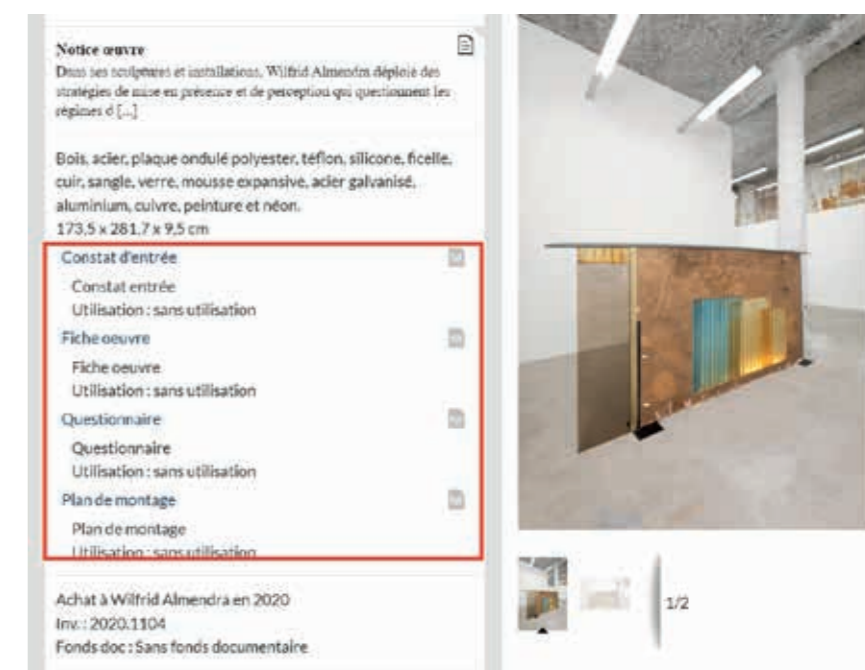 Notice œuvre
Dans ses sculptures et installations, Wilfrid Almendra déploie des
stratégies de mise en présence et de perception qui questionnent les
régimes d [...]
Bois, acier, plaque ondulé polyester, téflon, silicone, ficelle,
cuir, sangle, verre, mousse expansive, acier galvanisé,
aluminium, cuivre, peinture et néon.
173,5 x 281,7 x 9,5 cm
Constat d'entrée
Constat entrée
Utilisation : sans utilisation
Fiche oeuvre
Fiche oeuvre
Utilisation : sans utilisation
Questionnaire
Questionnaire
Utilisation : sans utilisation
Plan de montage
Plan de montage
Utilisation : sans utilisation
Achat à Wilfrid Almendra en 2020
Inv. : 2020.1104
Fonds doc : Sans fonds documentaire
1/2